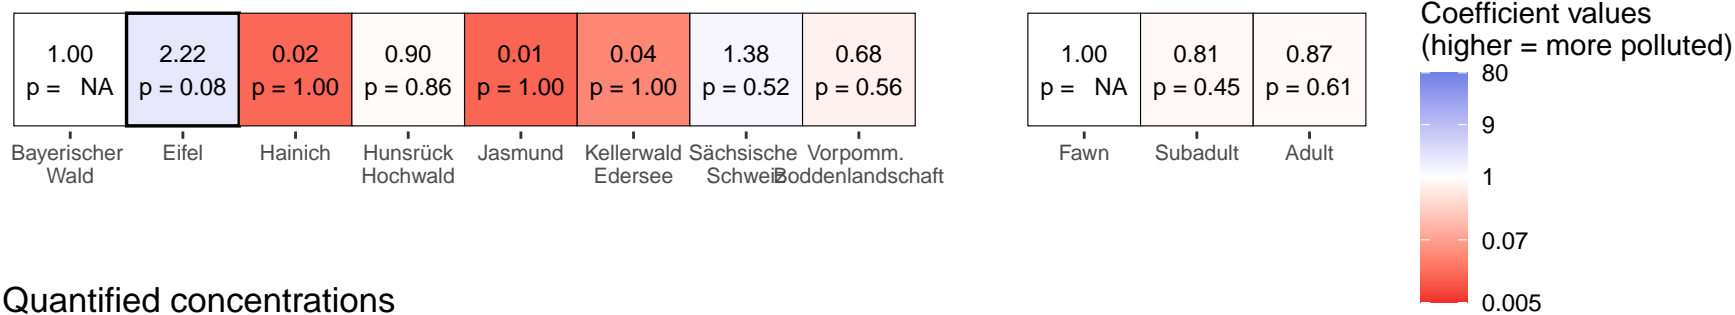 1.00 2.22 0.02 0.90 0.01 0.04 1.38 0.68
p = NA p = 0.08 p = 1.00 p = 0.86 p = 1.00 p = 1.00 p = 0.52 p = 0.56
Bayerischer Eifel Hainich Hunsrück Jasmund Kellerwald Sächsische Vorpomm.
Wald Hochwald Edersee Schweiz Boddenlandschaft
1.00 0.81 0.87
p = NA p = 0.45 p = 0.61
Fawn Subadult Adult
Coefficient values
(higher = more polluted)
80
9
1
0.07
0.005
Quantified concentrations